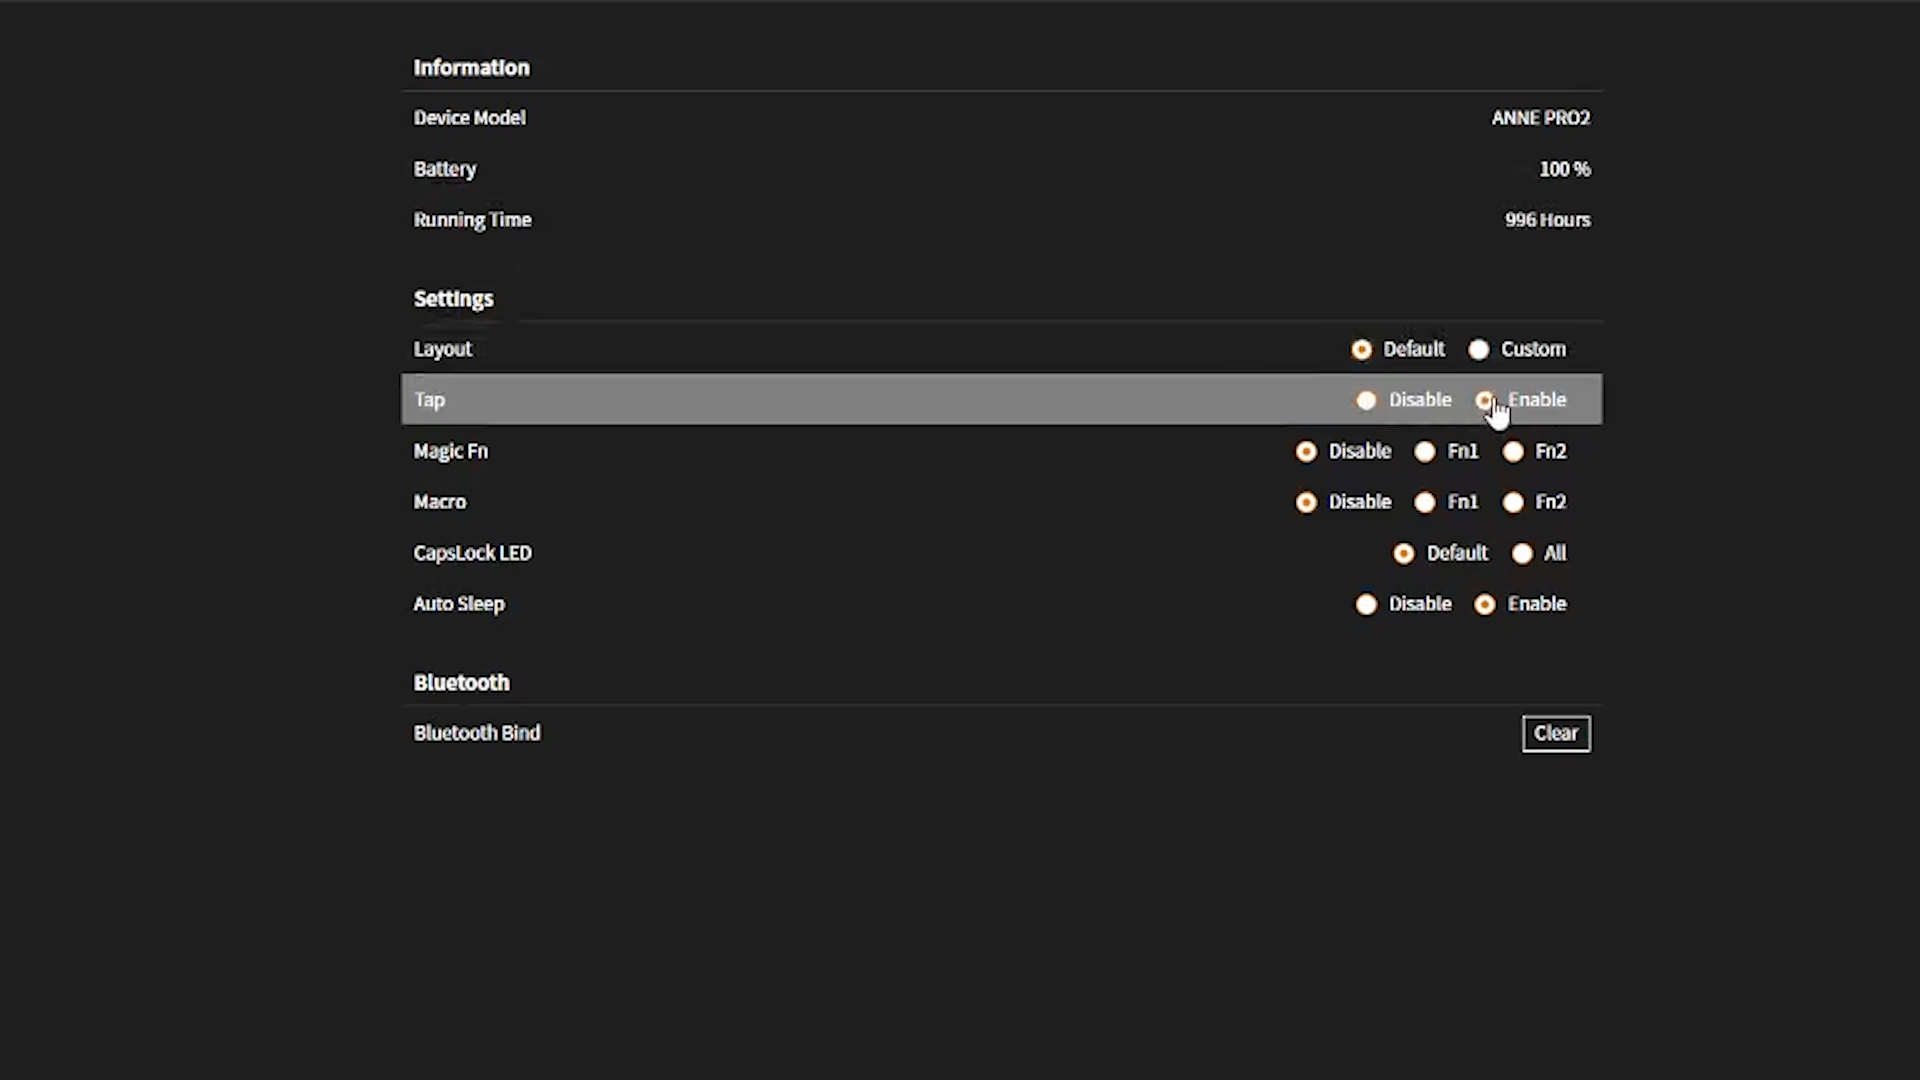 Information
Device Model ANNE PRO2
Battery 100 %
Running Time 996 Hours
Settings
Layout Default Custom
Tap Disable Enable
Magic Fn Disable Fn1 Fn2
Macro Disable Fn1 Fn2
CapsLock LED Default All
Auto Sleep Disable Enable
Bluetooth
Bluetooth Bind Clear